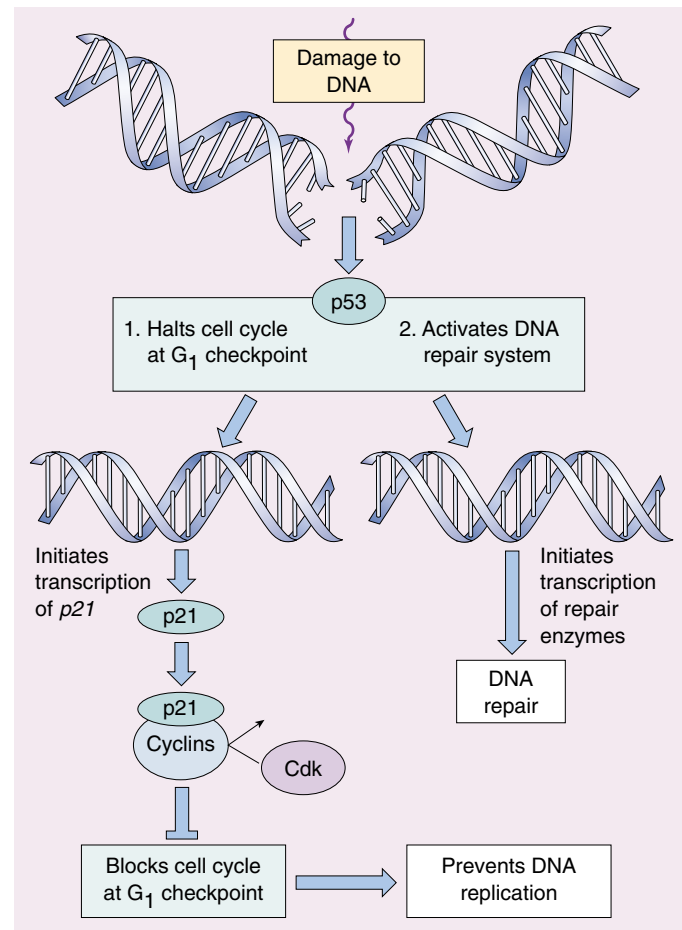 Damage to
DNA
p53
1. Halts cell cycle
at G1 checkpoint
2. Activates DNA
repair system
Initiates
transcription
of p21
p21
p21
Cyclins
Cdk
Initiates
transcription
of repair
enzymes
DNA
repair
Blocks cell cycle
at G1 checkpoint
Prevents DNA
replication